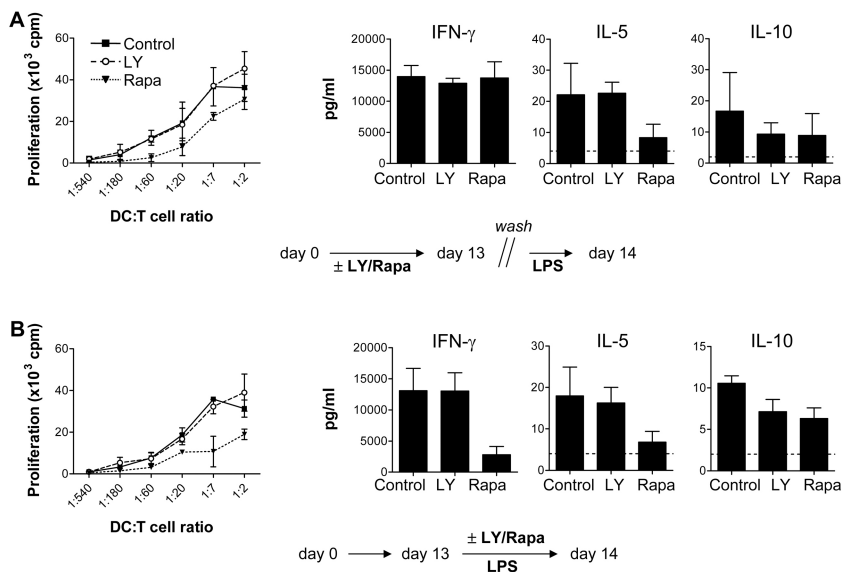 A
Proliferation (x10³ cpm)
60
40
20
0
Control
LY
Rapa
1:540
1:180
1:60
1:20
1:7
1:2
DC:T cell ratio
IFN-γ
pg/ml
20000
15000
10000
5000
0
Control LY Rapa
IL-5
40
30
20
10
0
Control LY Rapa
IL-10
40
30
20
10
0
Control LY Rapa
day 0
± LY/Rapa
day 13
wash
LPS
day 14
B
Proliferation (x10³ cpm)
60
40
20
0
1:540
1:180
1:60
1:20
1:7
1:2
DC:T cell ratio
IFN-γ
pg/ml
20000
15000
10000
5000
0
Control LY Rapa
IL-5
30
20
10
0
Control LY Rapa
IL-10
15
10
5
0
Control LY Rapa
day 0
day 13
± LY/Rapa
LPS
day 14